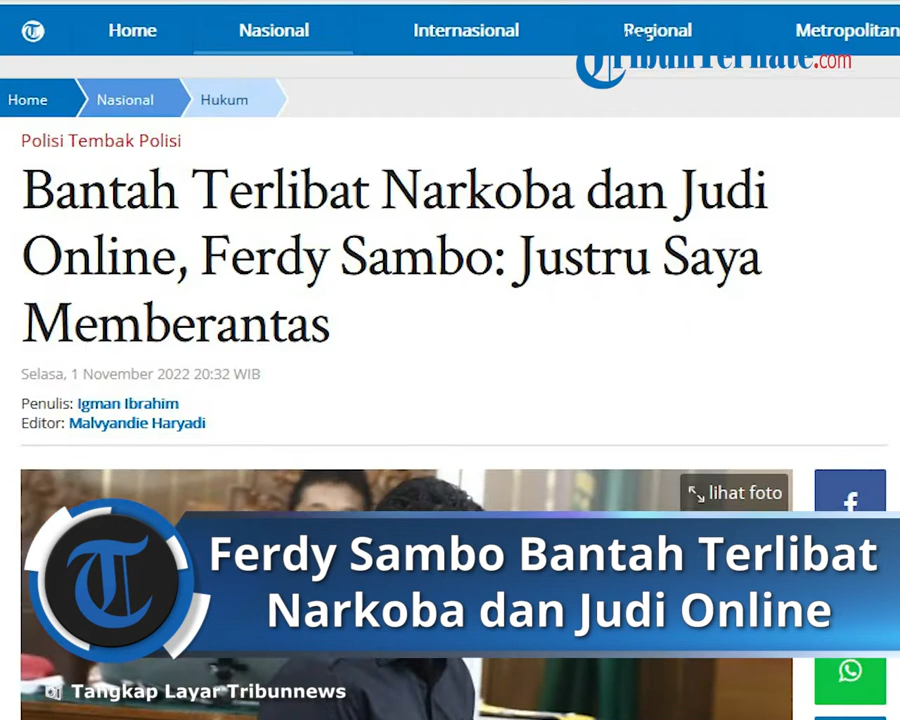 Home Nasional Internasional Regional Metropolitan
TribunTernate.com
Home Nasional Hukum
Polisi Tembak Polisi
Bantah Terlibat Narkoba dan Judi
Online, Ferdy Sambo: Justru Saya
Memberantas
Selasa, 1 November 2022 20:32 WIB
Penulis: Igman Ibrahim
Editor: Malvyandie Haryadi
lihat foto
Ferdy Sambo Bantah Terlibat
Narkoba dan Judi Online
Tangkap Layar Tribunnews